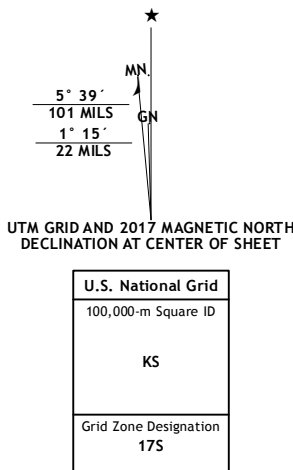 MN.
5° 39´
101 MILS
GN
1° 15´
22 MILS
UTM GRID AND 2017 MAGNETIC NORTH
DECLINATION AT CENTER OF SHEET
U.S. National Grid
100,000-m Square ID
KS
Grid Zone Designation
17S